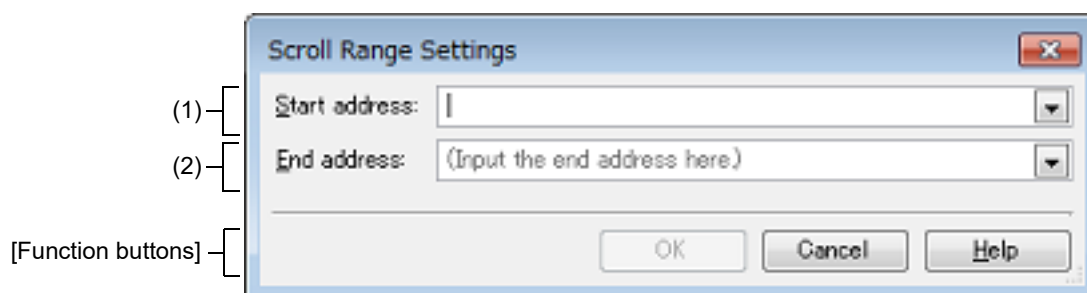 Scroll Range Settings
(1) Start address:
(2) End address: (Input the end address here)
[Function buttons] OK Cancel Help